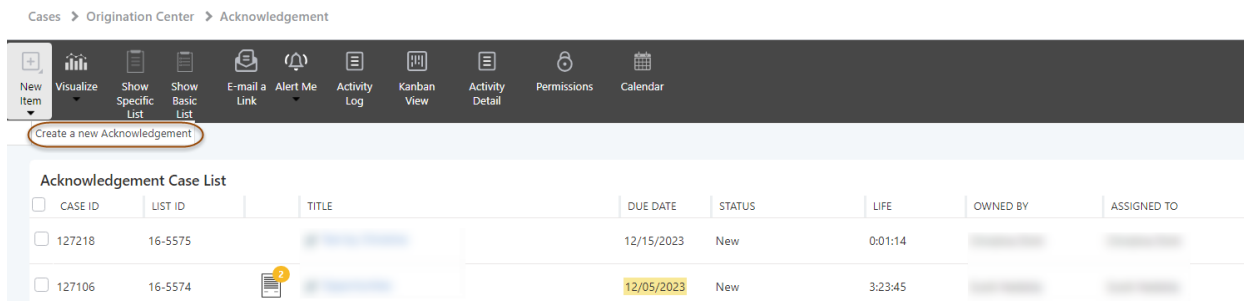 Cases > Origination Center > Acknowledgement
New Item
Visualize
Show Specific List
Show Basic List
E-mail a Link
Alert Me
Activity Log
Kanban View
Activity Detail
Permissions
Calendar
Create a new Acknowledgement
Acknowledgement Case List
CASE ID LIST ID TITLE DUE DATE STATUS LIFE OWNED BY ASSIGNED TO
127218 16-5575 12/15/2023 New 0:01:14
127106 16-5574 2 12/05/2023 New 3:23:45